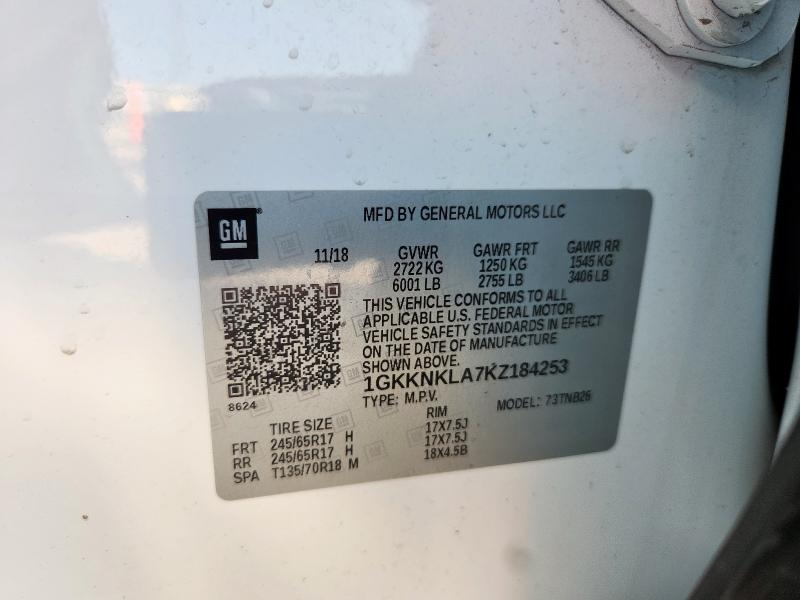 GM
MFD BY GENERAL MOTORS LLC
11/18 GVWR GAWR FRT GAWR RR
2722 KG 1250 KG 1545 KG
6001 LB 2755 LB 3406 LB
THIS VEHICLE CONFORMS TO ALL
APPLICABLE U.S. FEDERAL MOTOR
VEHICLE SAFETY STANDARDS IN EFFECT
ON THE DATE OF MANUFACTURE
SHOWN ABOVE.
1GKKNKLA7KZ184253
8624
TYPE: M.P.V. MODEL: 73TNB26
TIRE SIZE RIM
FRT 245/65R17 H 17X7.5J
RR 245/65R17 H 17X7.5J
SPA T135/70R18 M 18X4.5B